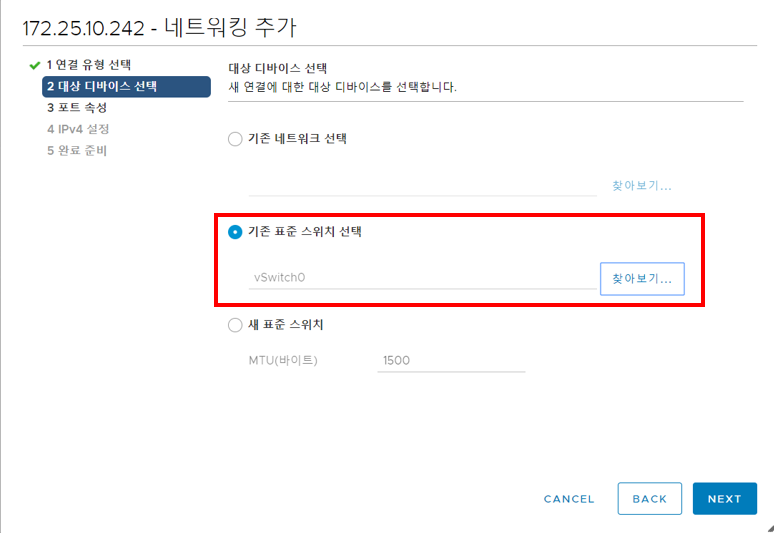 172.25.10.242 - 네트워킹 추가
1 연결 유형 선택
2 대상 디바이스 선택
3 포트 속성
4 IPv4 설정
5 완료 준비
대상 디바이스 선택
새 연결에 대한 대상 디바이스를 선택합니다.
기존 네트워크 선택
찾아보기...
기존 표준 스위치 선택
vSwitch0
찾아보기...
새 표준 스위치
MTU(바이트) 1500
CANCEL BACK NEXT